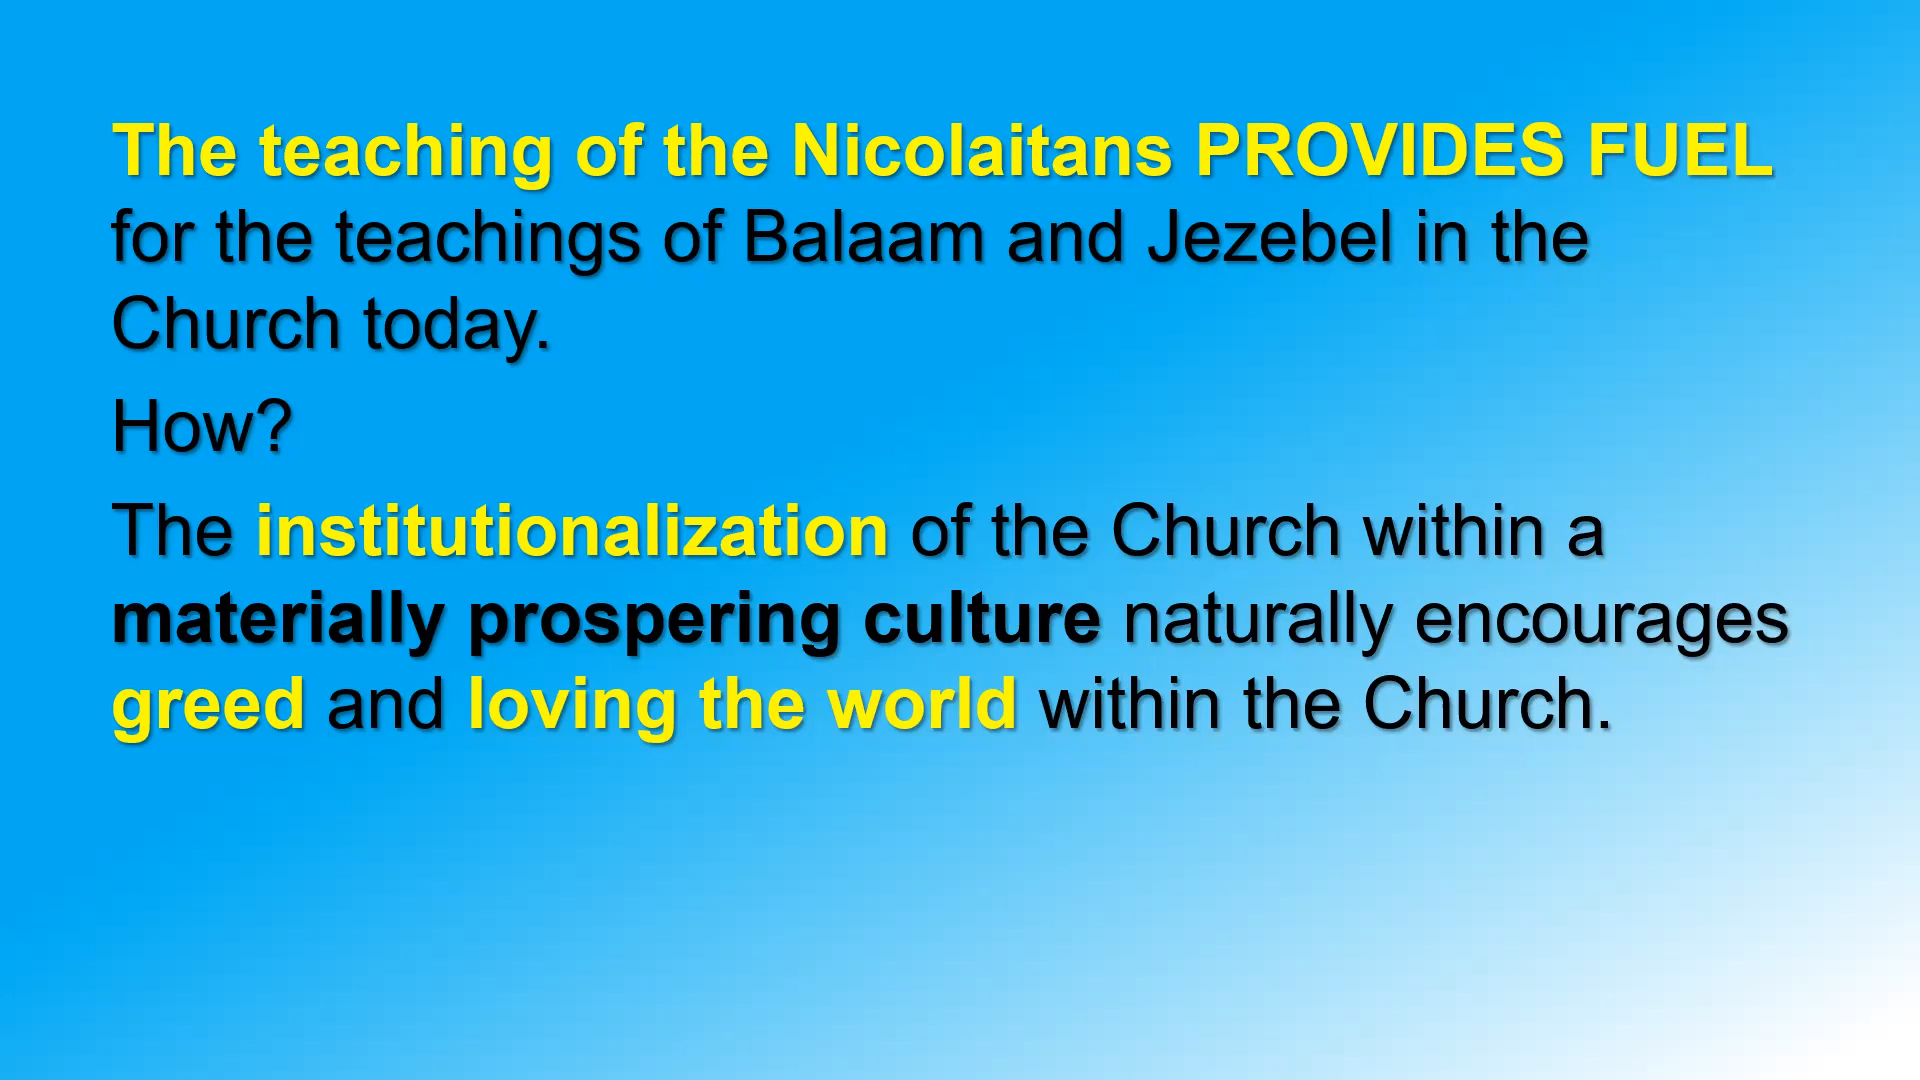 The teaching of the Nicolaitans PROVIDES FUEL
for the teachings of Balaam and Jezebel in the
Church today.
How?
The institutionalization of the Church within a
materially prospering culture naturally encourages
greed and loving the world within the Church.